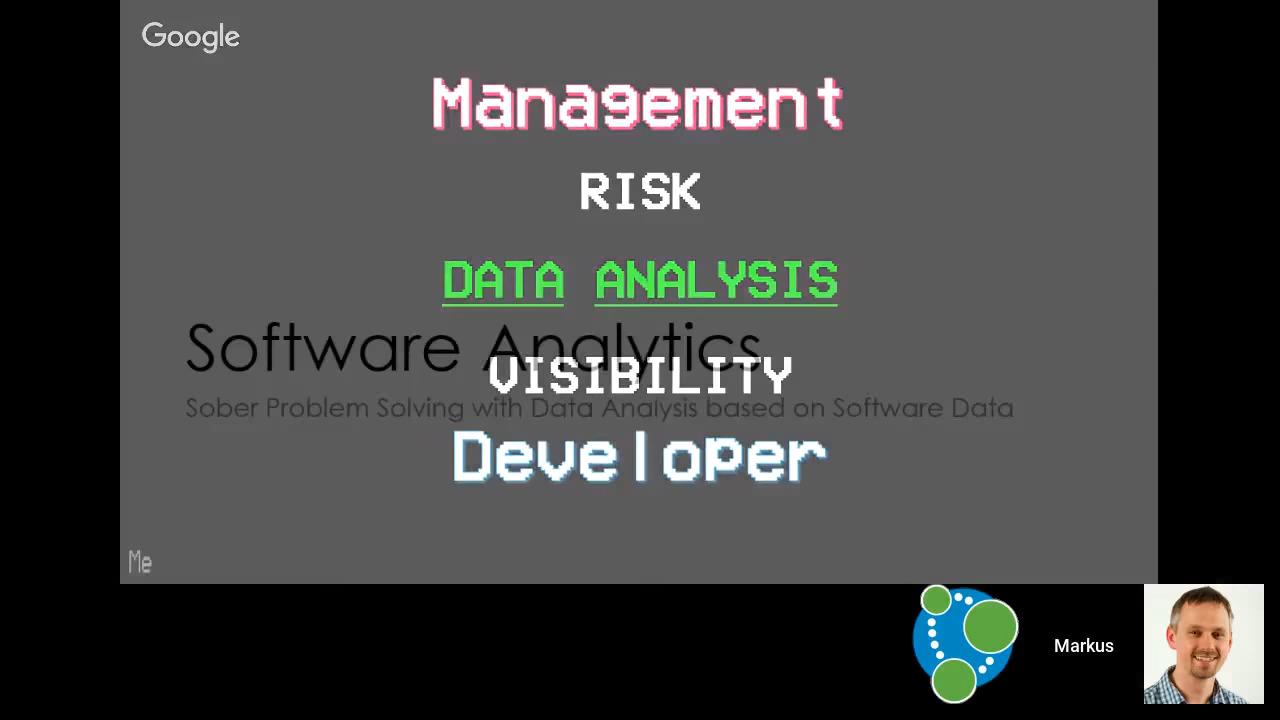 Google
Management
RISK
DATA ANALYSIS
Software Analytics
VISIBILITY
Sober Problem Solving with Data Analysis based on Software Data
Developer
Me
Markus